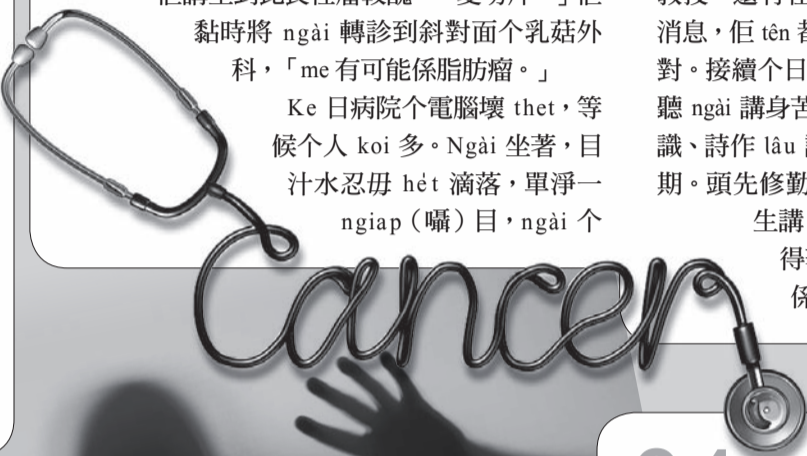 黏時將 ngài 轉診到斜對面个乳菇外
科，「me 有可能係脂肪瘤。」
Ke 日病院个電腦壞 thet，等
候个人 koi 多。Ngài 坐著，目
汁水忍毋 he̍t 滴落，單淨一
ngiap（囁）目，ngài 个
消息，佢 tên
對。接續个日
聽 ngài 講身苦
識、詩作 lâu
期。頭先修勤
生講
得
係
Cancer